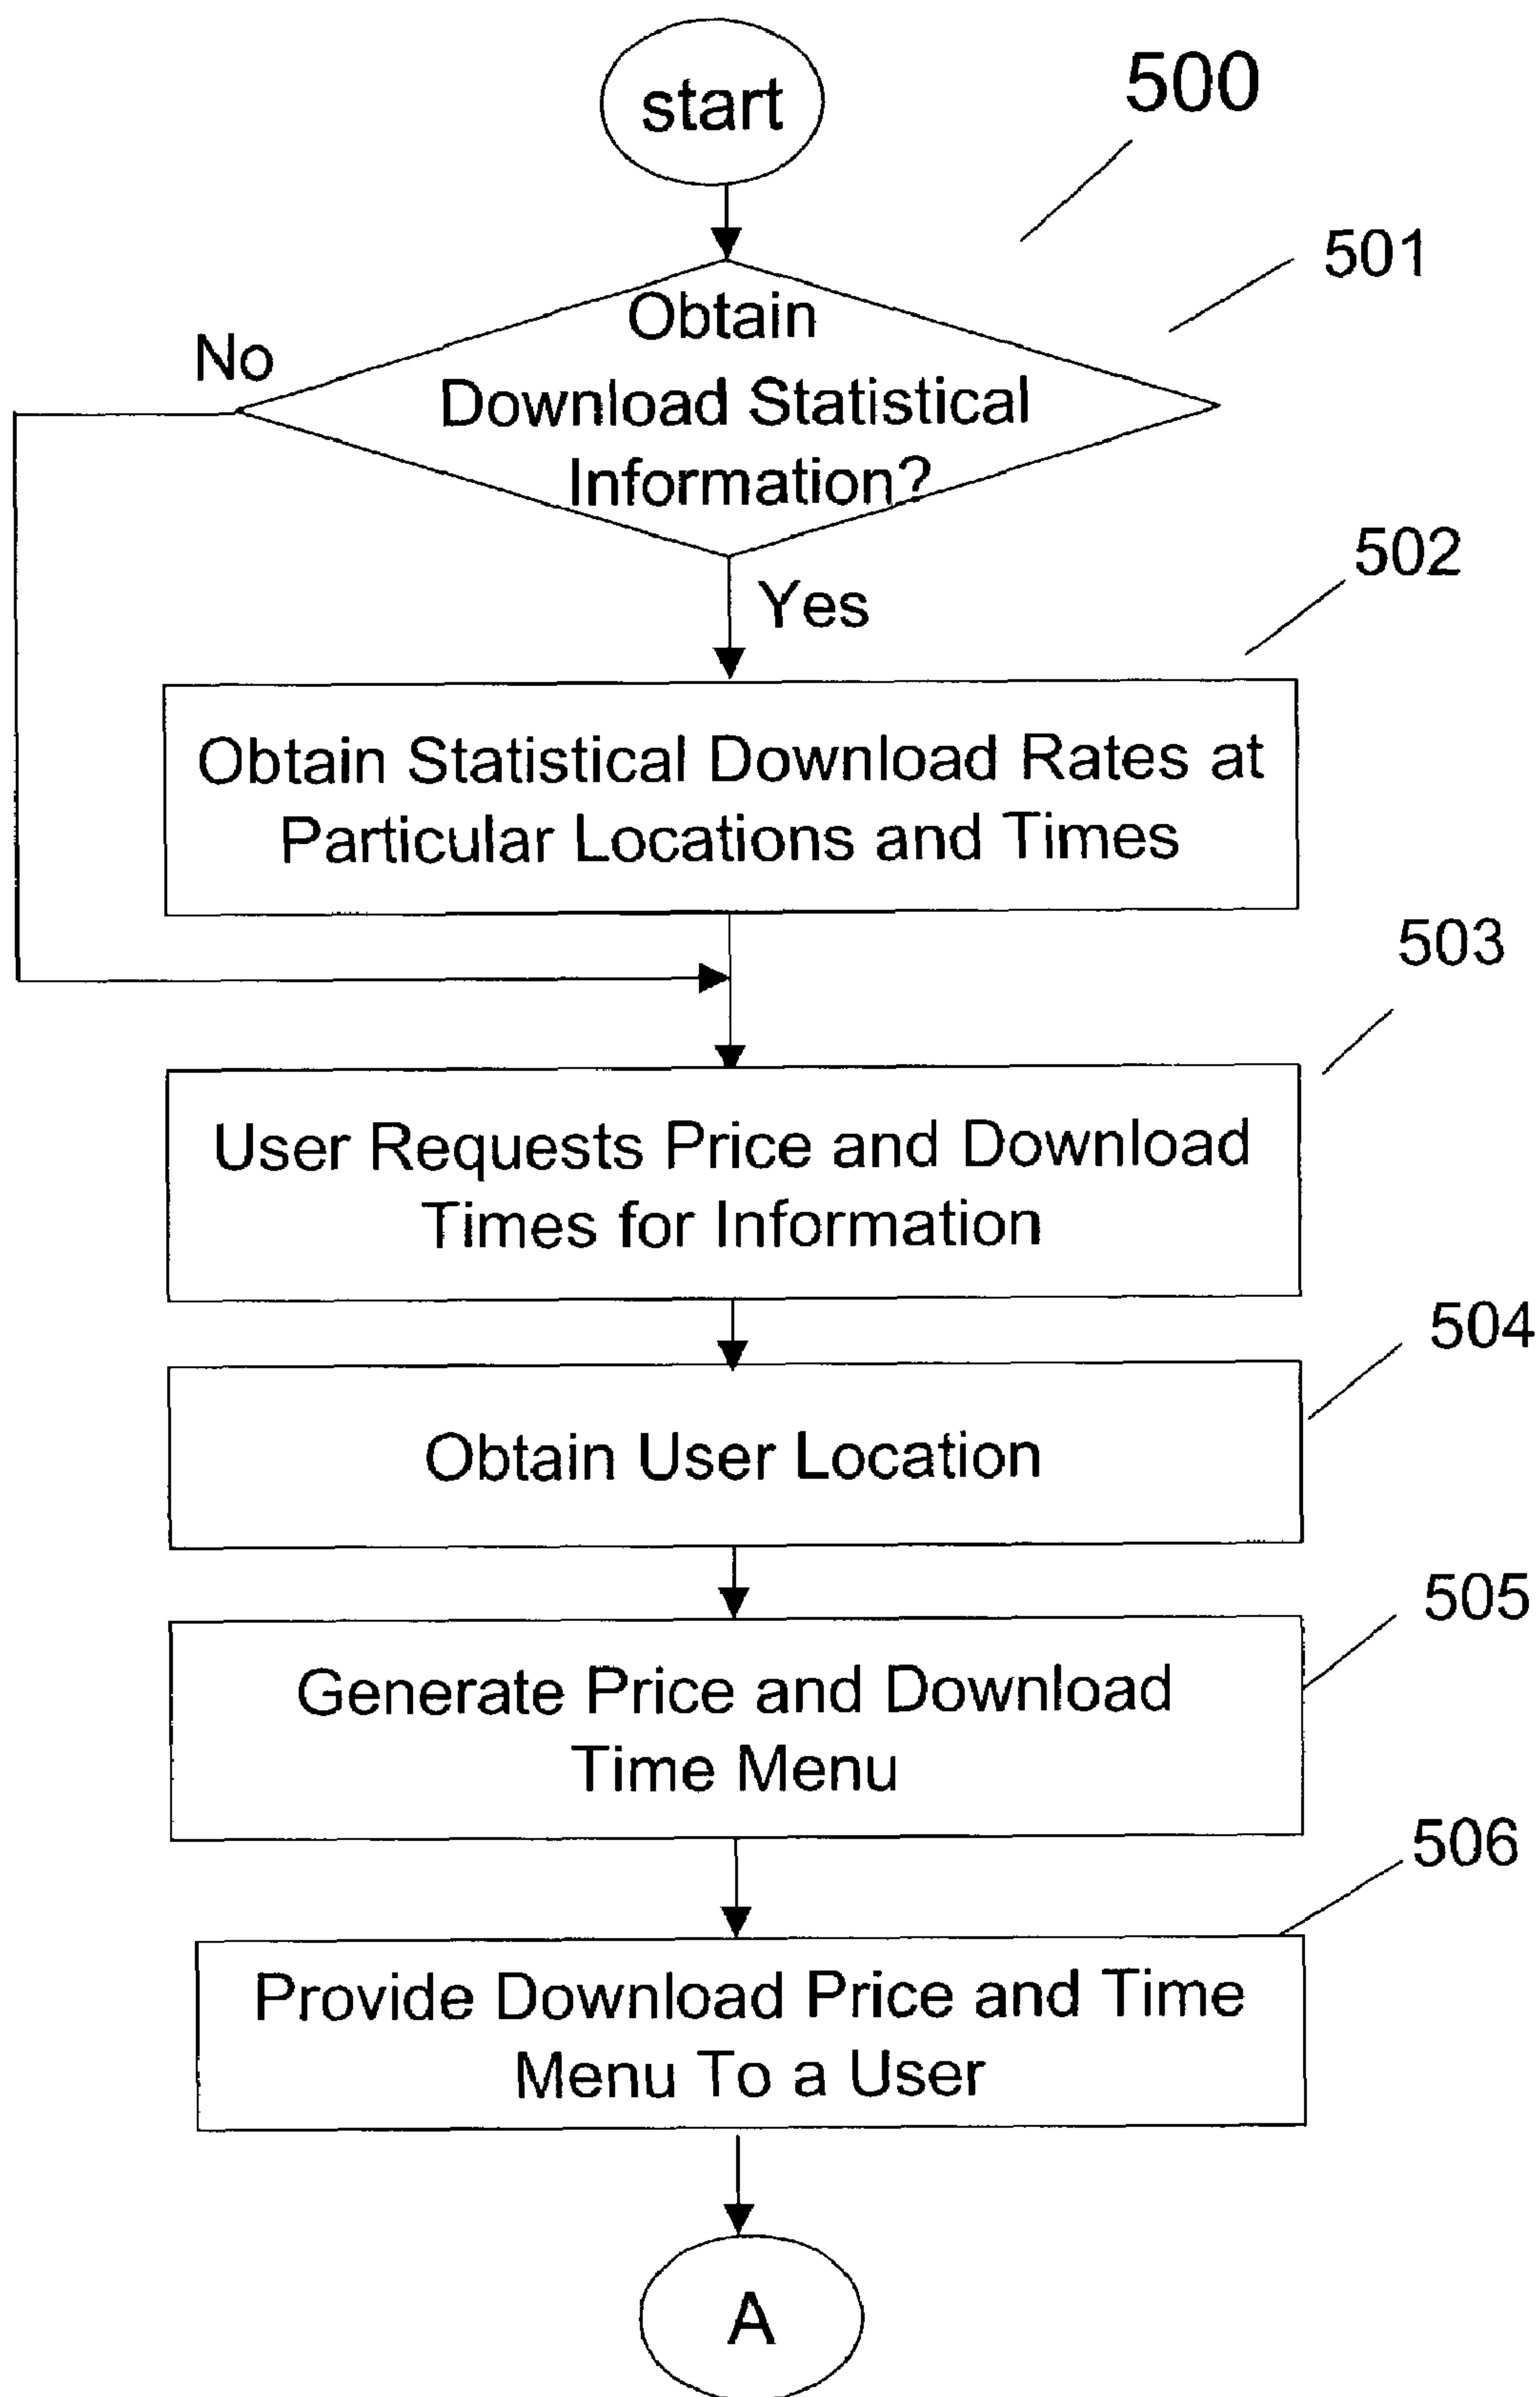 start
500
501
Obtain
Download Statistical
Information?
No
Yes
502
Obtain Statistical Download Rates at
Particular Locations and Times
503
User Requests Price and Download
Times for Information
504
Obtain User Location
505
Generate Price and Download
Time Menu
506
Provide Download Price and Time
Menu To a User
A